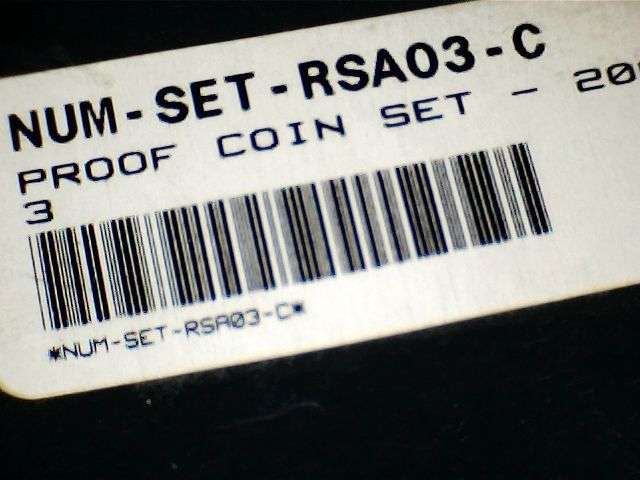 NUM-SET-RSA03-C
PROOF COIN SET - 20
3
*NUM-SET-RSA03-C*